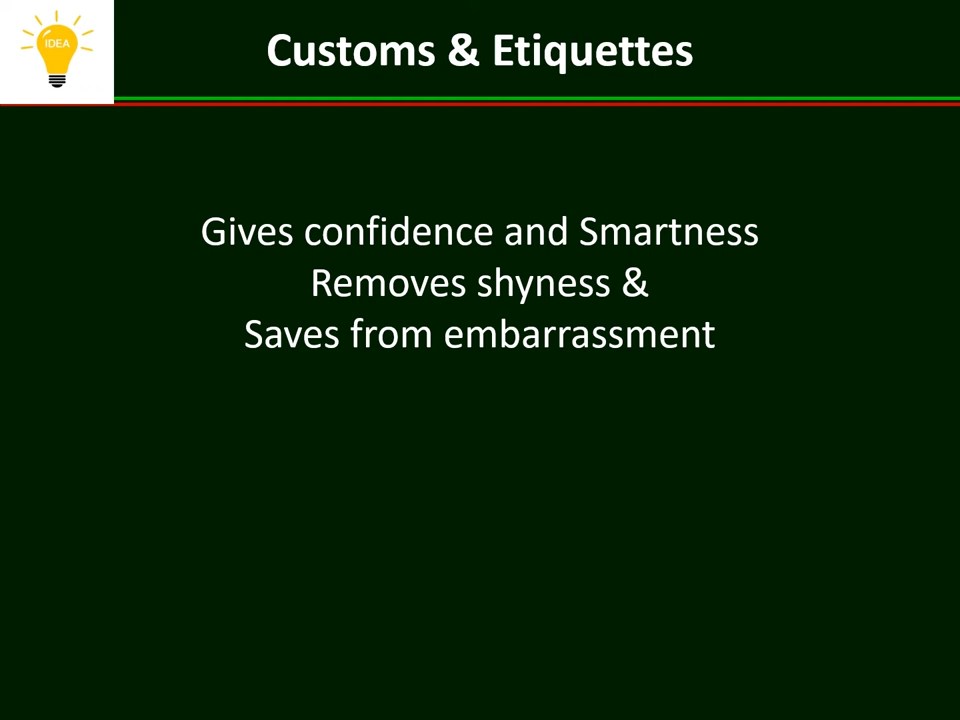 IDEA
Customs & Etiquettes
Gives confidence and Smartness
Removes shyness &
Saves from embarrassment